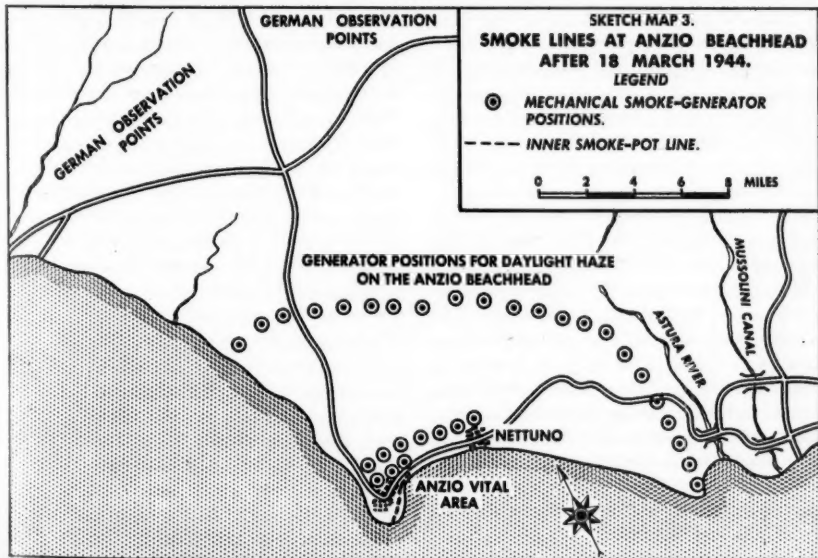 GERMAN OBSERVATION
POINTS
GERMAN OBSERVATION
POINTS
SKETCH MAP 3.
SMOKE LINES AT ANZIO BEACHHEAD
AFTER 18 MARCH 1944.
LEGEND
MECHANICAL SMOKE-GENERATOR
POSITIONS.
INNER SMOKE-POT LINE.
0 2 4 6 8 MILES
GENERATOR POSITIONS FOR DAYLIGHT HAZE
ON THE ANZIO BEACHHEAD
ASTURA RIVER
MUSSOLINI CANAL
NETTUNO
ANZIO VITAL
AREA